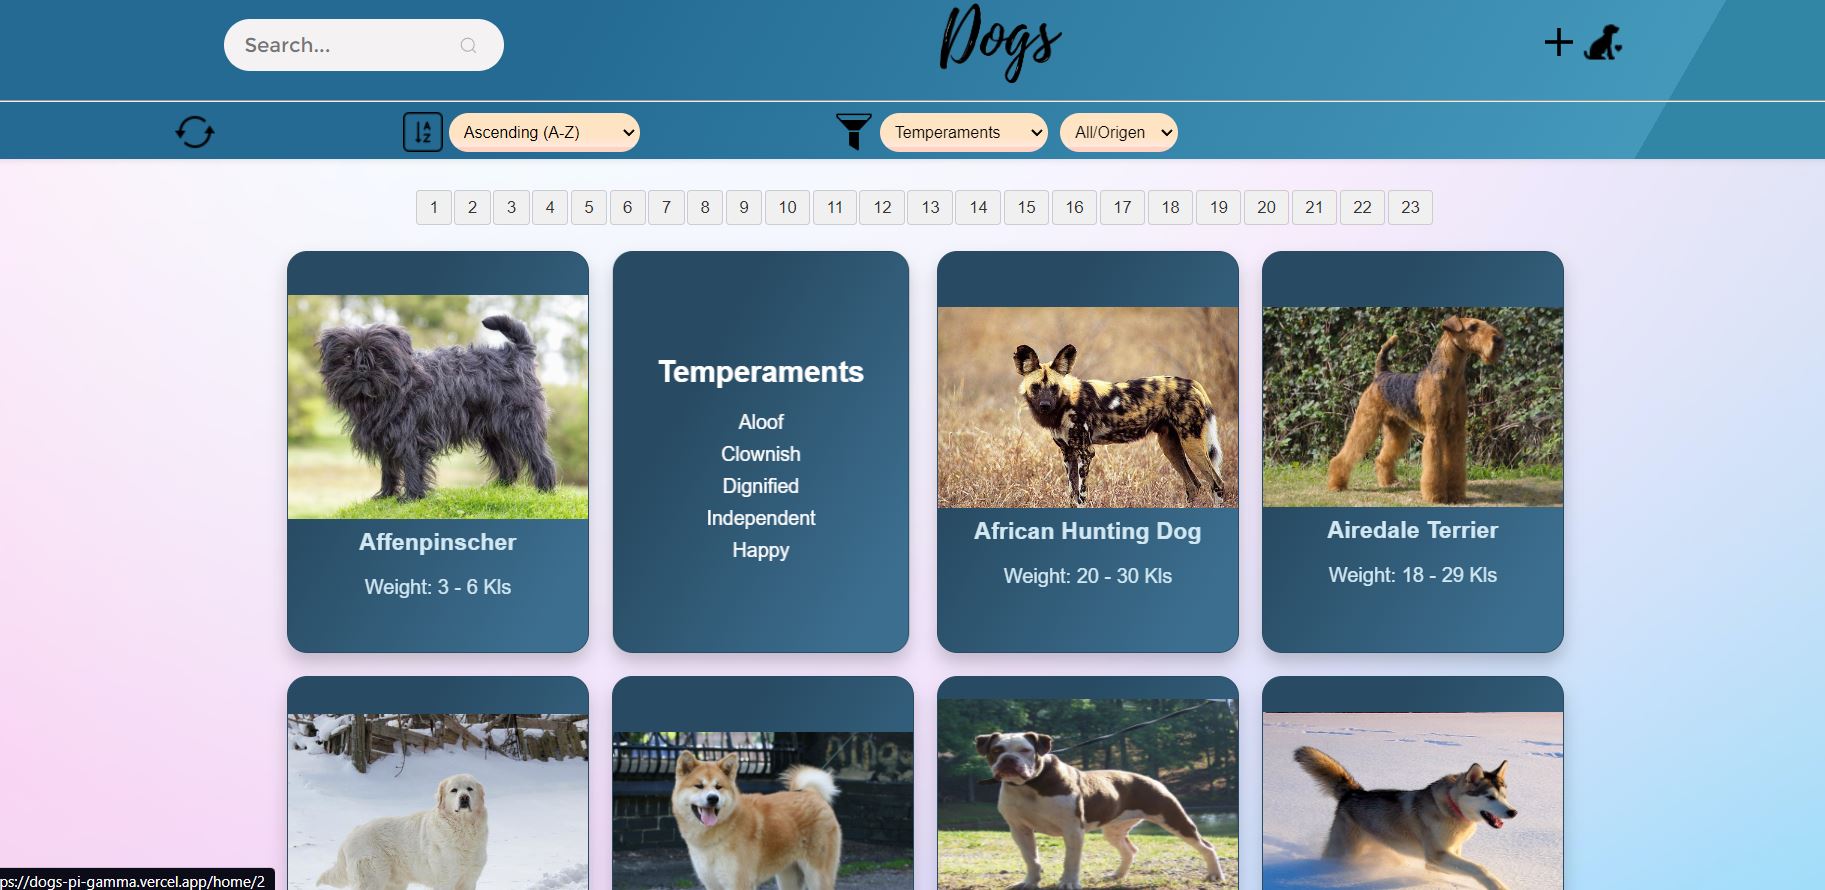 Search...
Dogs
Ascending (A-Z)
Temperaments
All/Origen
A
Z
1 2 3 4 5 6 7 8 9 10 11 12 13 14 15 16 17 18 19 20 21 22 23
Temperaments
Aloof
Clownish
Dignified
Independent
Happy
Affenpinscher
Weight: 3 - 6 Kls
African Hunting Dog
Weight: 20 - 30 Kls
Airedale Terrier
Weight: 18 - 29 Kls
ps://dogs-pi-gamma.vercel.app/home/2